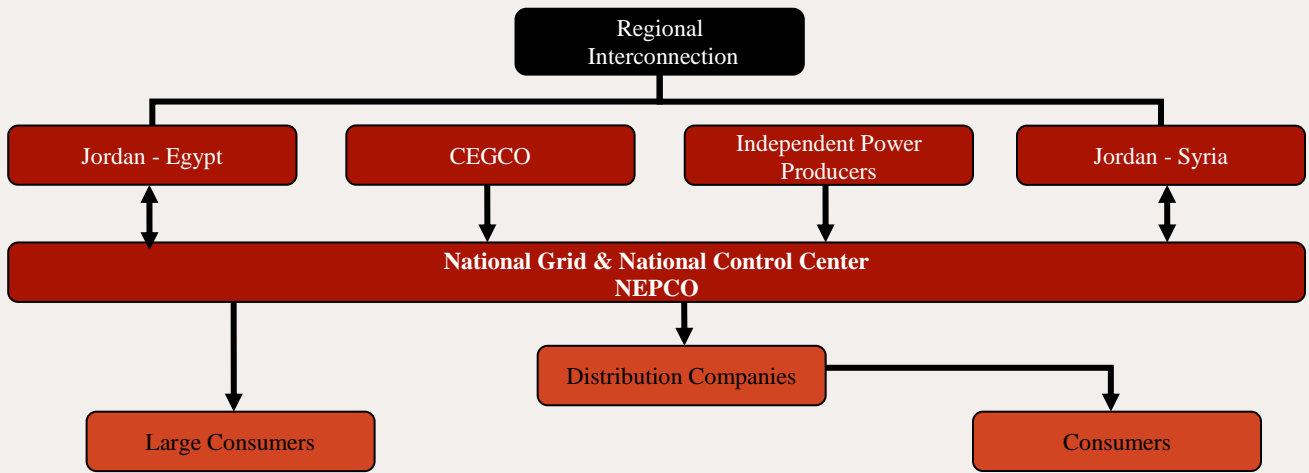 Regional
Interconnection
Jordan - Egypt
CEGCO
Independent Power
Producers
Jordan - Syria
National Grid & National Control Center
NEPCO
Distribution Companies
Large Consumers
Consumers